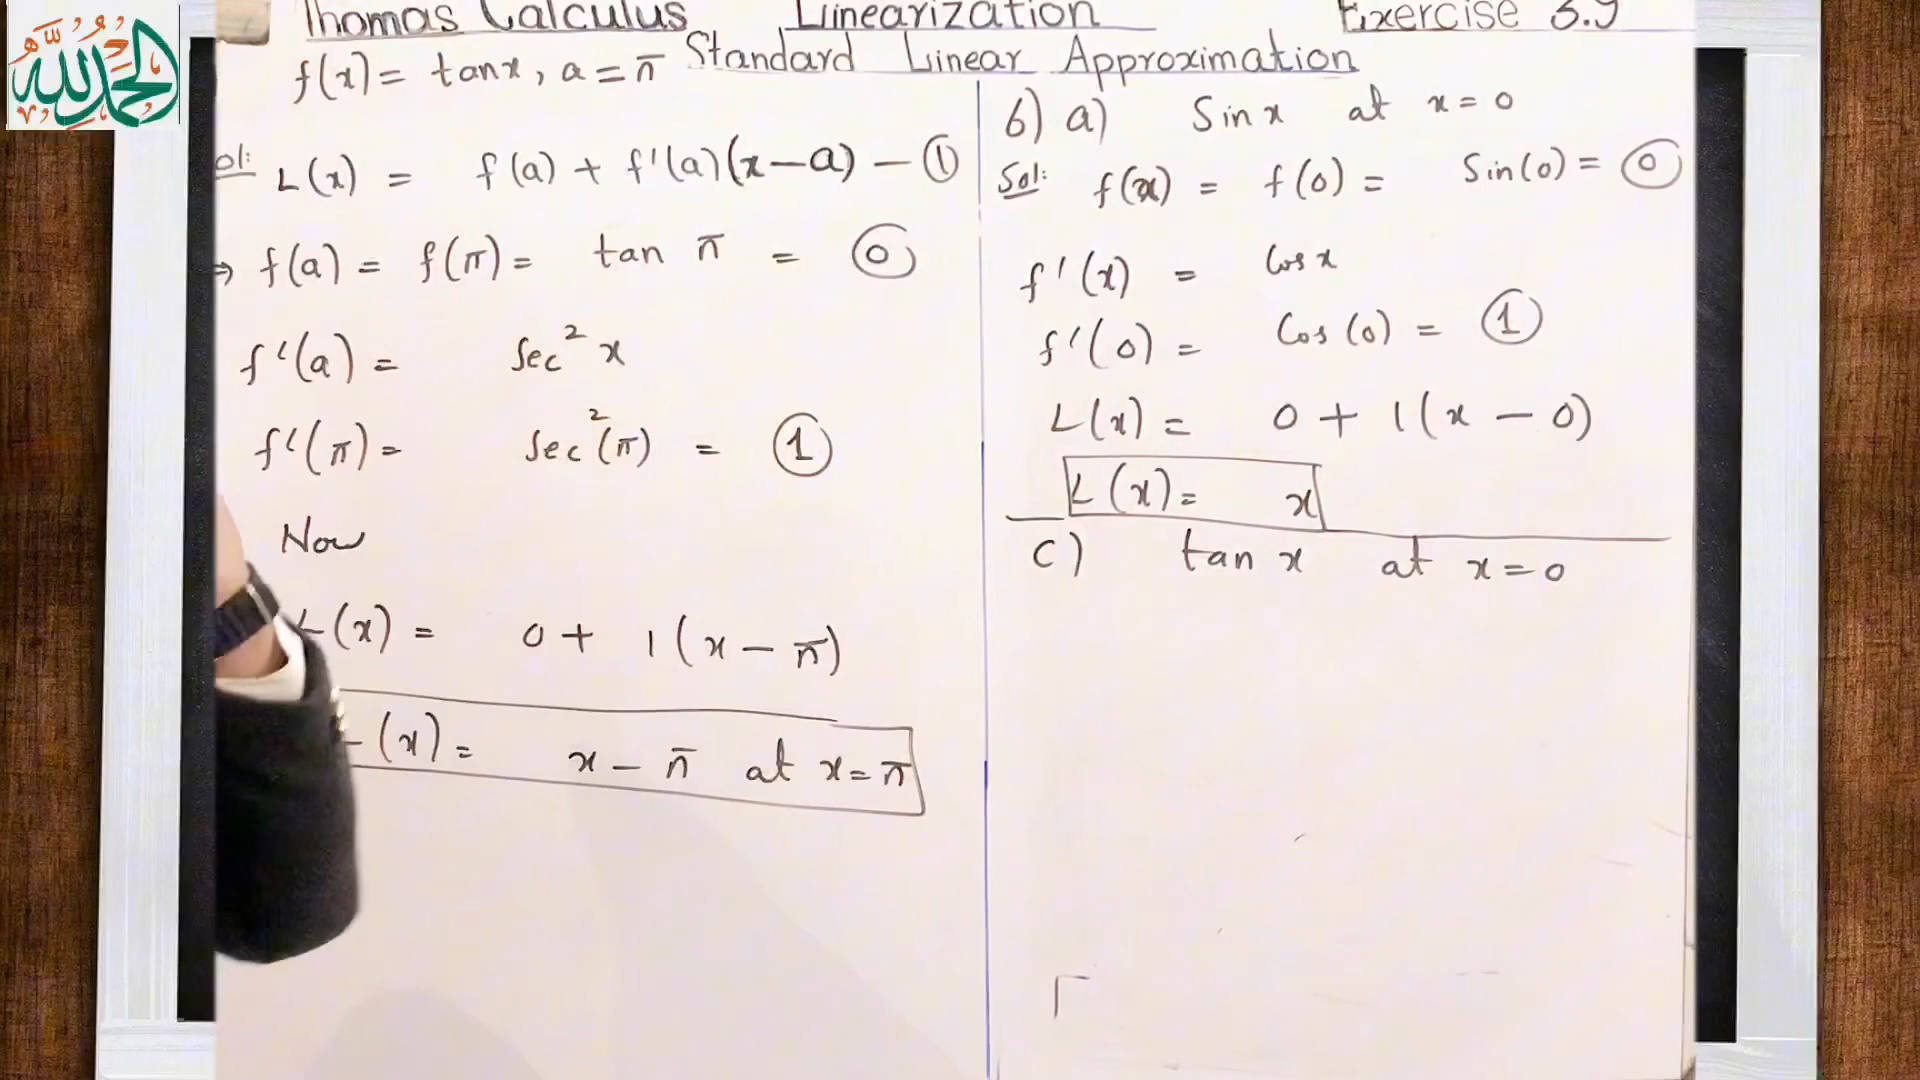 الحمد لله
Thomas Calculus Linearization Exercise 3.9
Standard Linear Approximation
f(x) = tanx, a = π
ol:
L(x) = f(a) + f'(a)(x-a) - ①
⇒ f(a) = f(π) = tan π = 0
f'(a) = sec² x
f'(π) = sec²(π) = 1
Now
L(x) = 0 + 1(x - π)
L(x) = x - π at x = π
6) a) Sin x at x = 0
Sol: f(x) = f(0) = Sin(0) = 0
f'(x) = Cos x
f'(0) = Cos(0) = 1
L(x) = 0 + 1(x - 0)
L(x) = x
C) tan x at x = 0